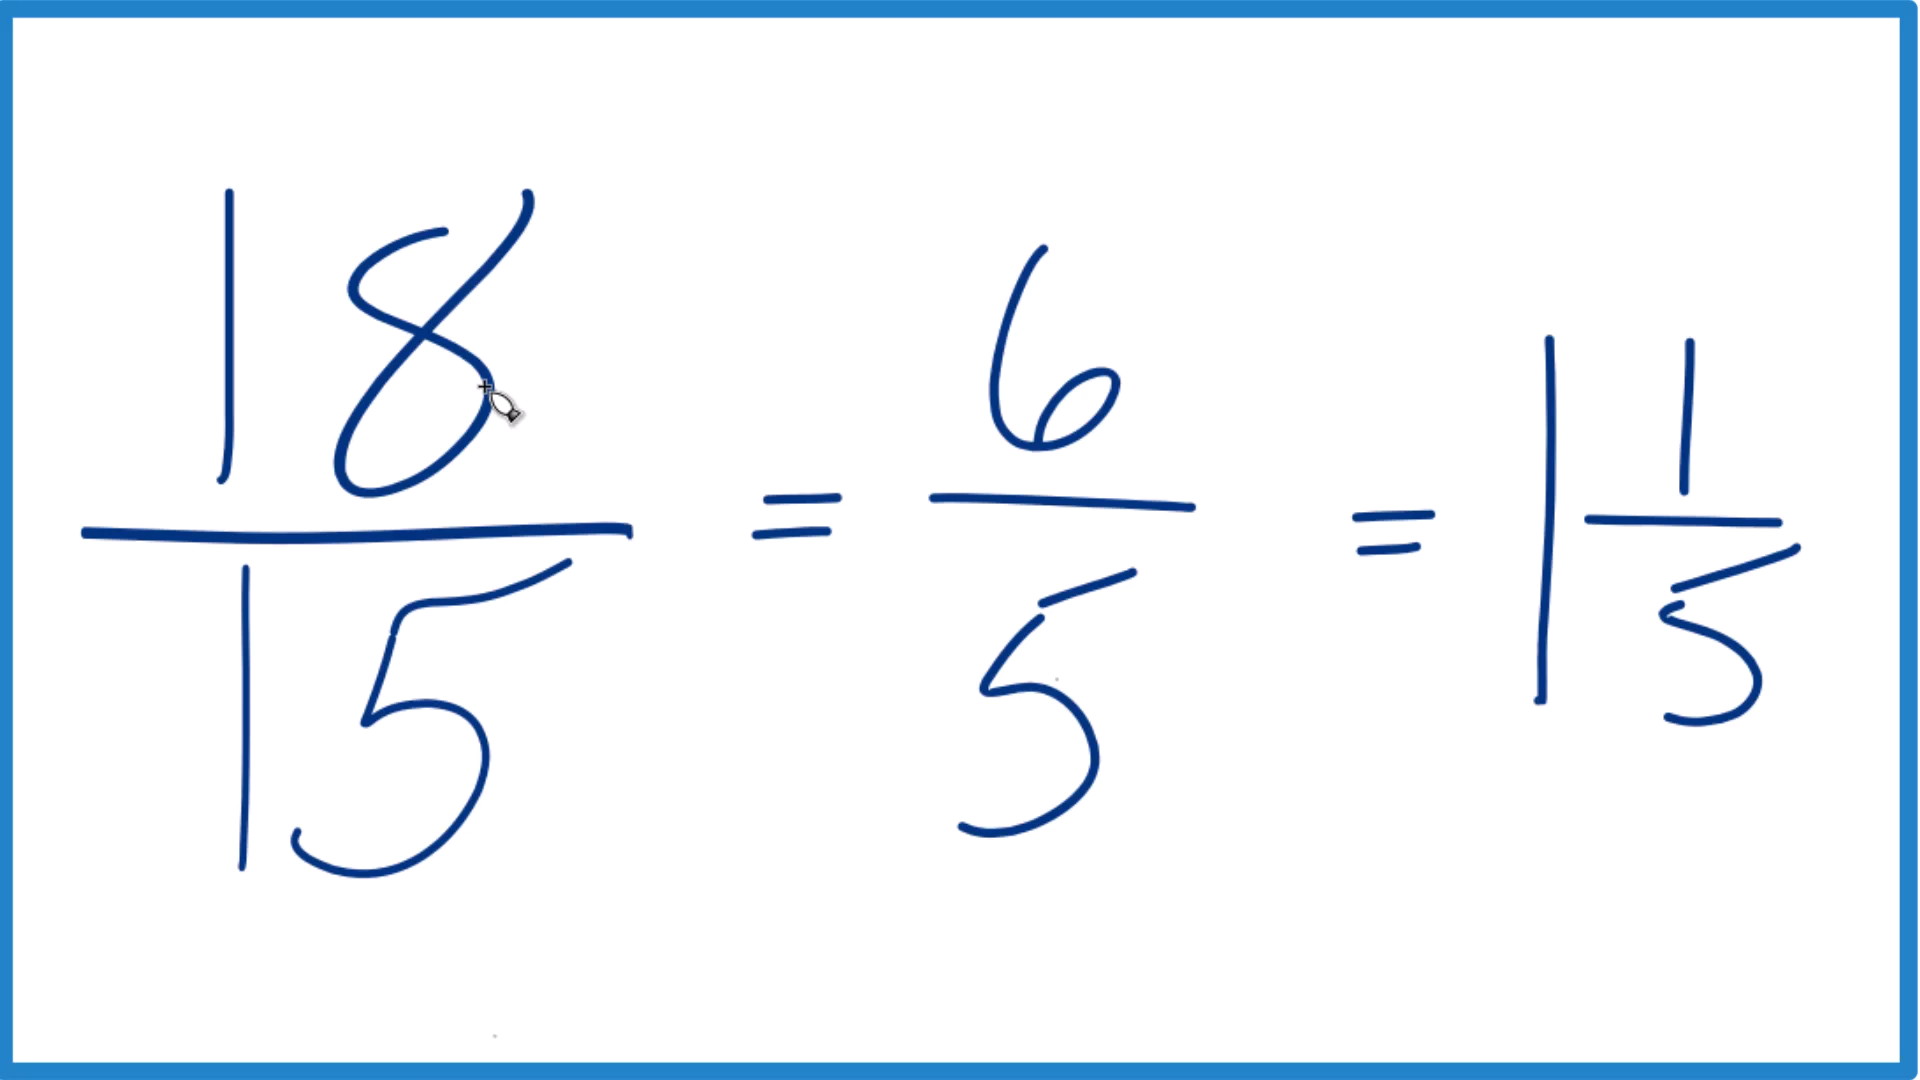 18/15 = 6/5 = 1 1/5